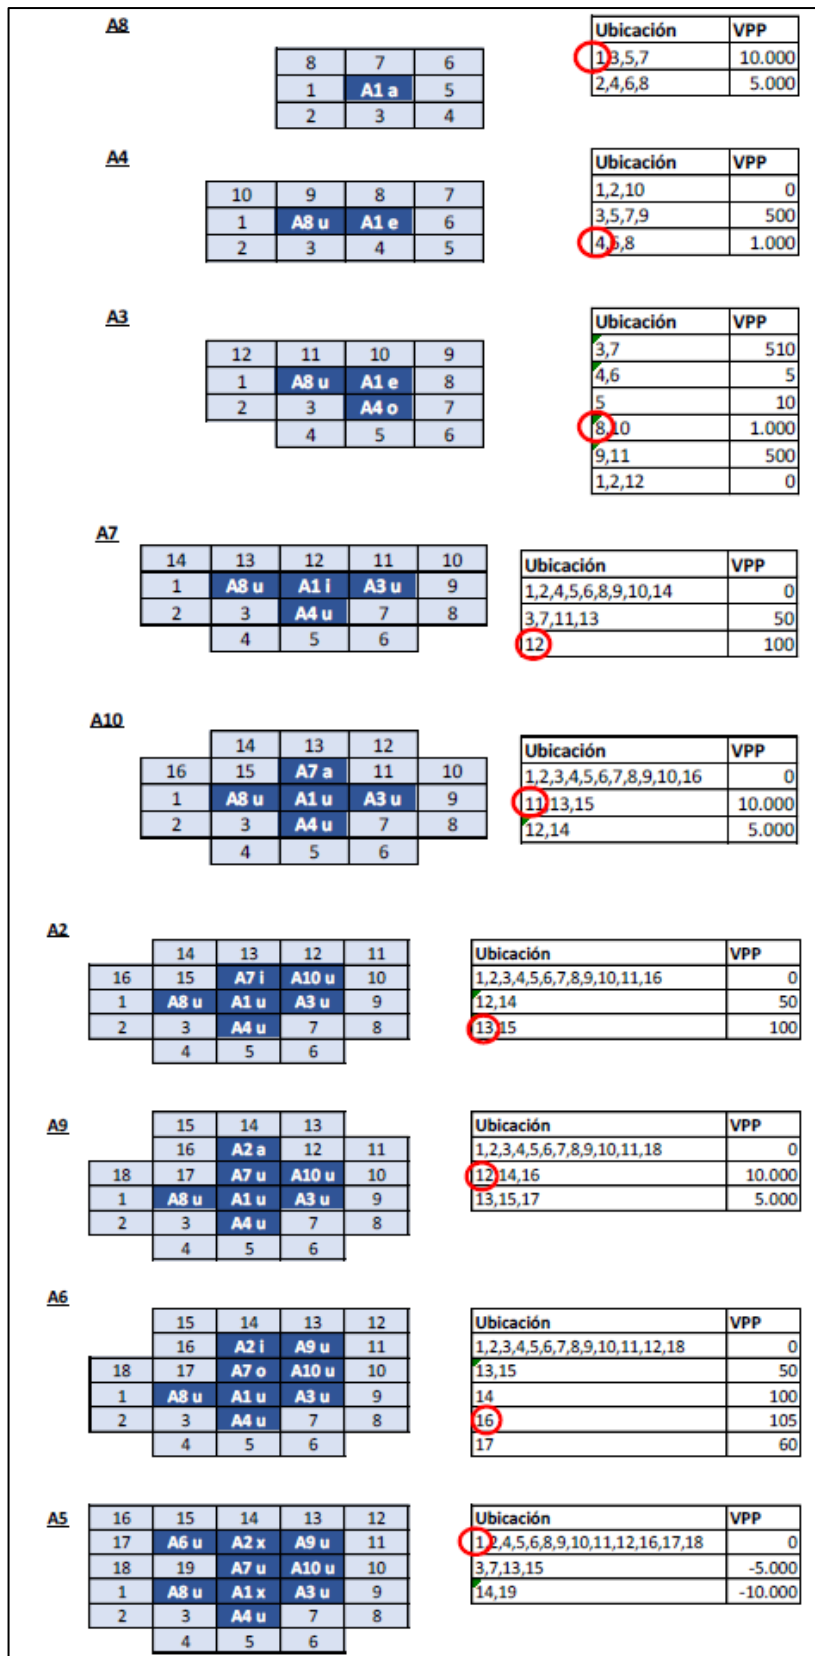 A8
Ubicación VPP
8 7 6
1,3,5,7 10.000
1 A1 a 5
2,4,6,8 5.000
2 3 4
A4
Ubicación VPP
10 9 8 7
1,2,10 0
1 A8 u A1 e 6
3,5,7,9 500
2 3 4 5
4,6,8 1.000
A3
Ubicación VPP
12 11 10 9
3,7 510
1 A8 u A1 e 8
4,6 5
2 3 A4 o 7
5 10
4 5 6
8,10 1.000
9,11 500
1,2,12 0
A7
14 13 12 11 10
Ubicación VPP
1 A8 u A1 i A3 u 9
1,2,4,5,6,8,9,10,14 0
2 3 A4 u 7 8
3,7,11,13 50
4 5 6
12 100
A10
14 13 12
Ubicación VPP
16 15 A7 a 11 10
1,2,3,4,5,6,7,8,9,10,16 0
1 A8 u A1 u A3 u 9
11,13,15 10.000
2 3 A4 u 7 8
12,14 5.000
4 5 6
A2
14 13 12 11
Ubicación VPP
16 15 A7 i A10 u 10
1,2,3,4,5,6,7,8,9,10,11,16 0
1 A8 u A1 u A3 u 9
12,14 50
2 3 A4 u 7 8
13,15 100
4 5 6
A9
15 14 13
Ubicación VPP
16 A2 a 12 11
1,2,3,4,5,6,7,8,9,10,11,18 0
18 17 A7 u A10 u 10
12,14,16 10.000
1 A8 u A1 u A3 u 9
13,15,17 5.000
2 3 A4 u 7 8
4 5 6
A6
15 14 13 12
Ubicación VPP
16 A2 i A9 u 11
1,2,3,4,5,6,7,8,9,10,11,12,18 0
18 17 A7 o A10 u 10
13,15 50
1 A8 u A1 u A3 u 9
14 100
2 3 A4 u 7 8
16 105
4 5 6
17 60
A5
16 15 14 13 12
Ubicación VPP
17 A6 u A2 x A9 u 11
1,2,4,5,6,8,9,10,11,12,16,17,18 0
18 19 A7 u A10 u 10
3,7,13,15 -5.000
1 A8 u A1 x A3 u 9
14,19 -10.000
2 3 A4 u 7 8
4 5 6